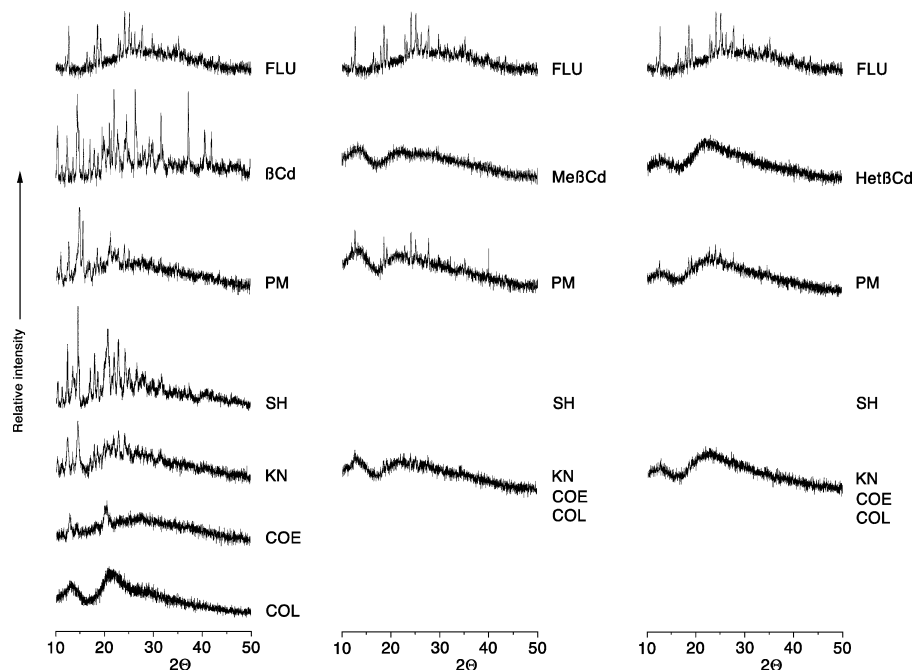 FLU
FLU
FLU
βCd
MeβCd
HetβCd
PM
PM
PM
Relative intensity
SH
SH
SH
KN
KN
KN
COE
COE
COL
COL
COE
COL
10 20 30 40 50
10 20 30 40 50
10 20 30 40 50
2Θ
2Θ
2Θ